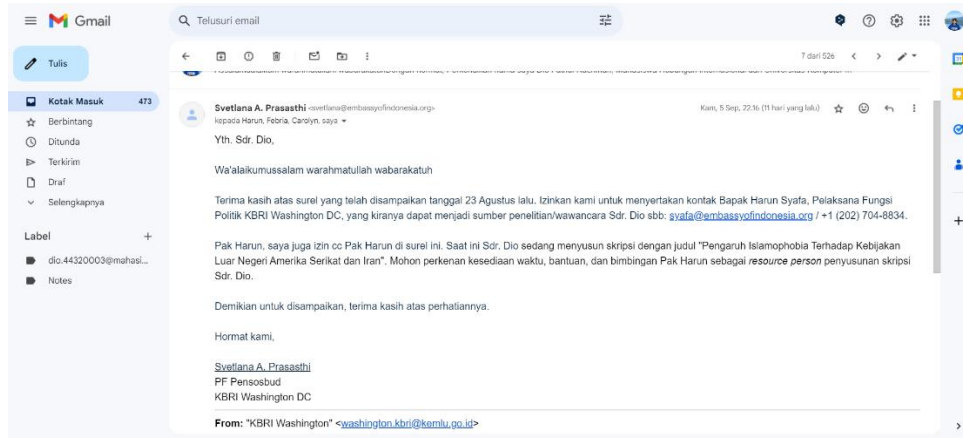 Gmail
Telusuri email
Tulis
7 dari 526
Kotak Masuk 473
Berbintang
Ditunda
Terkirim
Draf
Selengkapnya
Label
dio.44320003@mahasi...
Notes
Svetlana A. Prasasthi <svetlana@embassyofindonesia.org>
Kam, 5 Sep, 22.16 (11 hari yang lalu)
kepada Harun, Febria, Carolyn, saya
Yth. Sdr. Dio,
Wa'alaikumussalam warahmatullah wabarakatuh
Terima kasih atas surel yang telah disampaikan tanggal 23 Agustus lalu. Izinkan kami untuk menyertakan kontak Bapak Harun Syafa, Pelaksana Fungsi
Politik KBRI Washington DC, yang kiranya dapat menjadi sumber penelitian/wawancara Sdr. Dio sbb: syafa@embassyofindonesia.org / +1 (202) 704-8834.
Pak Harun, saya juga izin cc Pak Harun di surel ini. Saat ini Sdr. Dio sedang menyusun skripsi dengan judul "Pengaruh Islamophobia Terhadap Kebijakan
Luar Negeri Amerika Serikat dan Iran". Mohon perkenan kesediaan waktu, bantuan, dan bimbingan Pak Harun sebagai resource person penyusunan skripsi
Sdr. Dio.
Demikian untuk disampaikan, terima kasih atas perhatiannya.
Hormat kami,
Svetlana A. Prasasthi
PF Pensosbud
KBRI Washington DC
From: "KBRI Washington" <washington.kbri@kemlu.go.id>